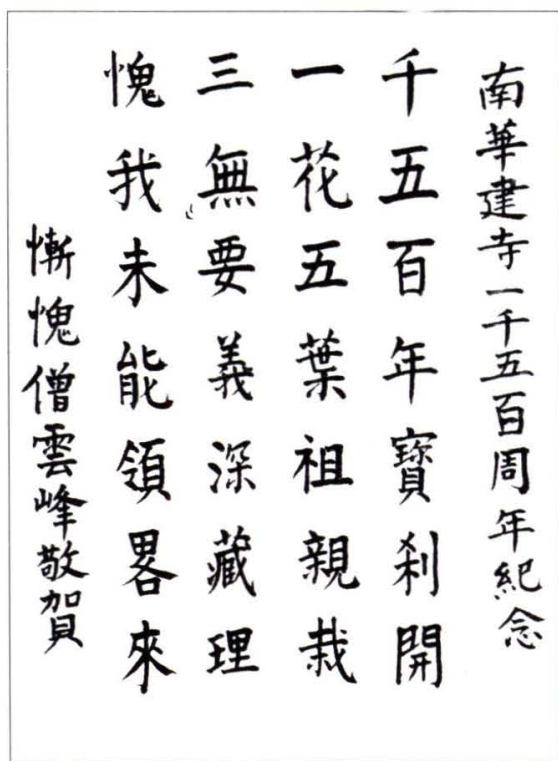 南華建寺一千五百周年紀念
千五百年寶刹開
一花五葉祖親栽
三無要義深藏理
愧我未能領畧來
慚愧僧雲峰敬賀